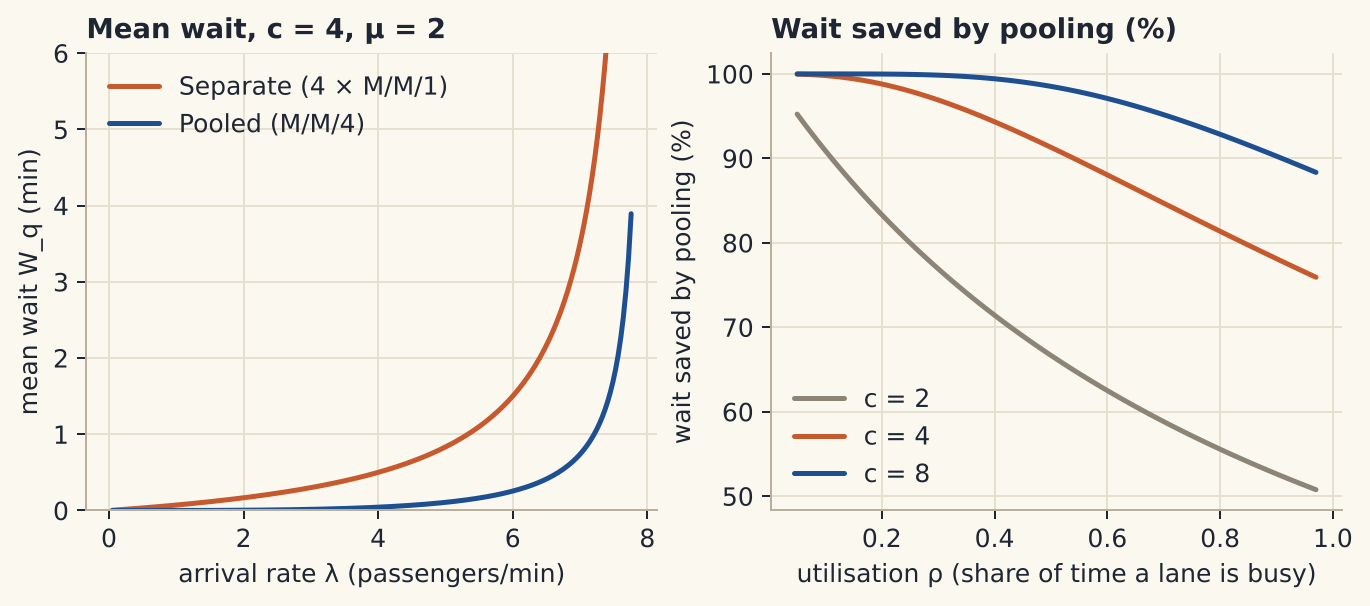 Mean wait, c = 4, μ = 2
6
5
4
3
2
1
0
mean wait W_q (min)
Separate (4 × M/M/1)
Pooled (M/M/4)
0 2 4 6 8
arrival rate λ (passengers/min)
Wait saved by pooling (%)
100
90
80
70
60
50
wait saved by pooling (%)
c = 2
c = 4
c = 8
0.2 0.4 0.6 0.8 1.0
utilisation ρ (share of time a lane is busy)